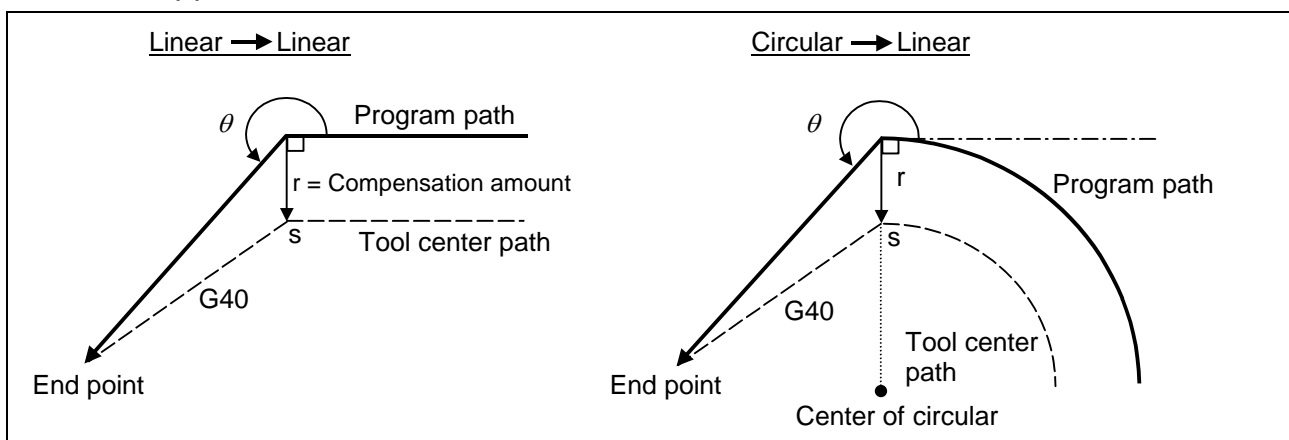 Linear → Linear
θ
Program path
r = Compensation amount
s
Tool center path
G40
End point
Circular → Linear
θ
Program path
r
s
G40
Tool center
path
End point
Center of circular